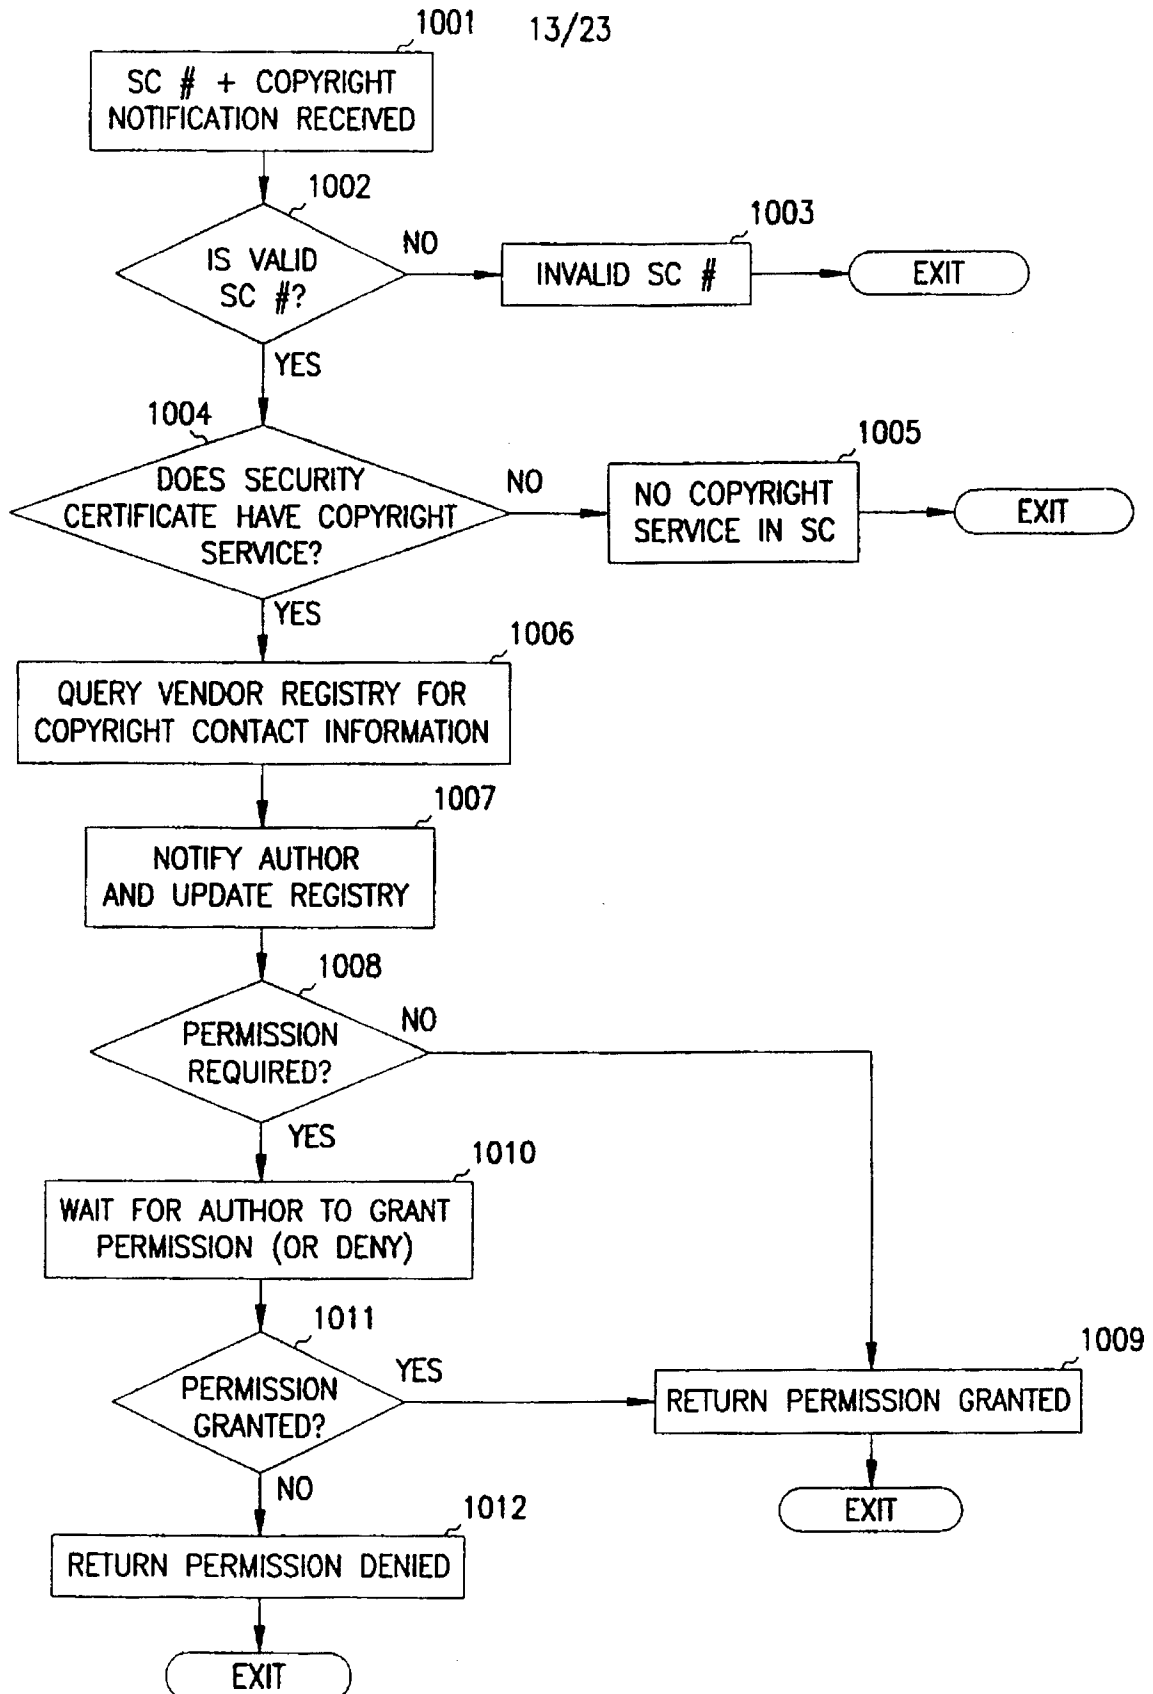 1001
13/23
SC # + COPYRIGHT
NOTIFICATION RECEIVED
1002
IS VALID
SC #?
NO
1003
INVALID SC #
EXIT
YES
1004
DOES SECURITY
CERTIFICATE HAVE COPYRIGHT
SERVICE?
NO
1005
NO COPYRIGHT
SERVICE IN SC
EXIT
YES
1006
QUERY VENDOR REGISTRY FOR
COPYRIGHT CONTACT INFORMATION
1007
NOTIFY AUTHOR
AND UPDATE REGISTRY
1008
PERMISSION
REQUIRED?
NO
YES
1010
WAIT FOR AUTHOR TO GRANT
PERMISSION (OR DENY)
1011
PERMISSION
GRANTED?
YES
1009
RETURN PERMISSION GRANTED
EXIT
NO
1012
RETURN PERMISSION DENIED
EXIT